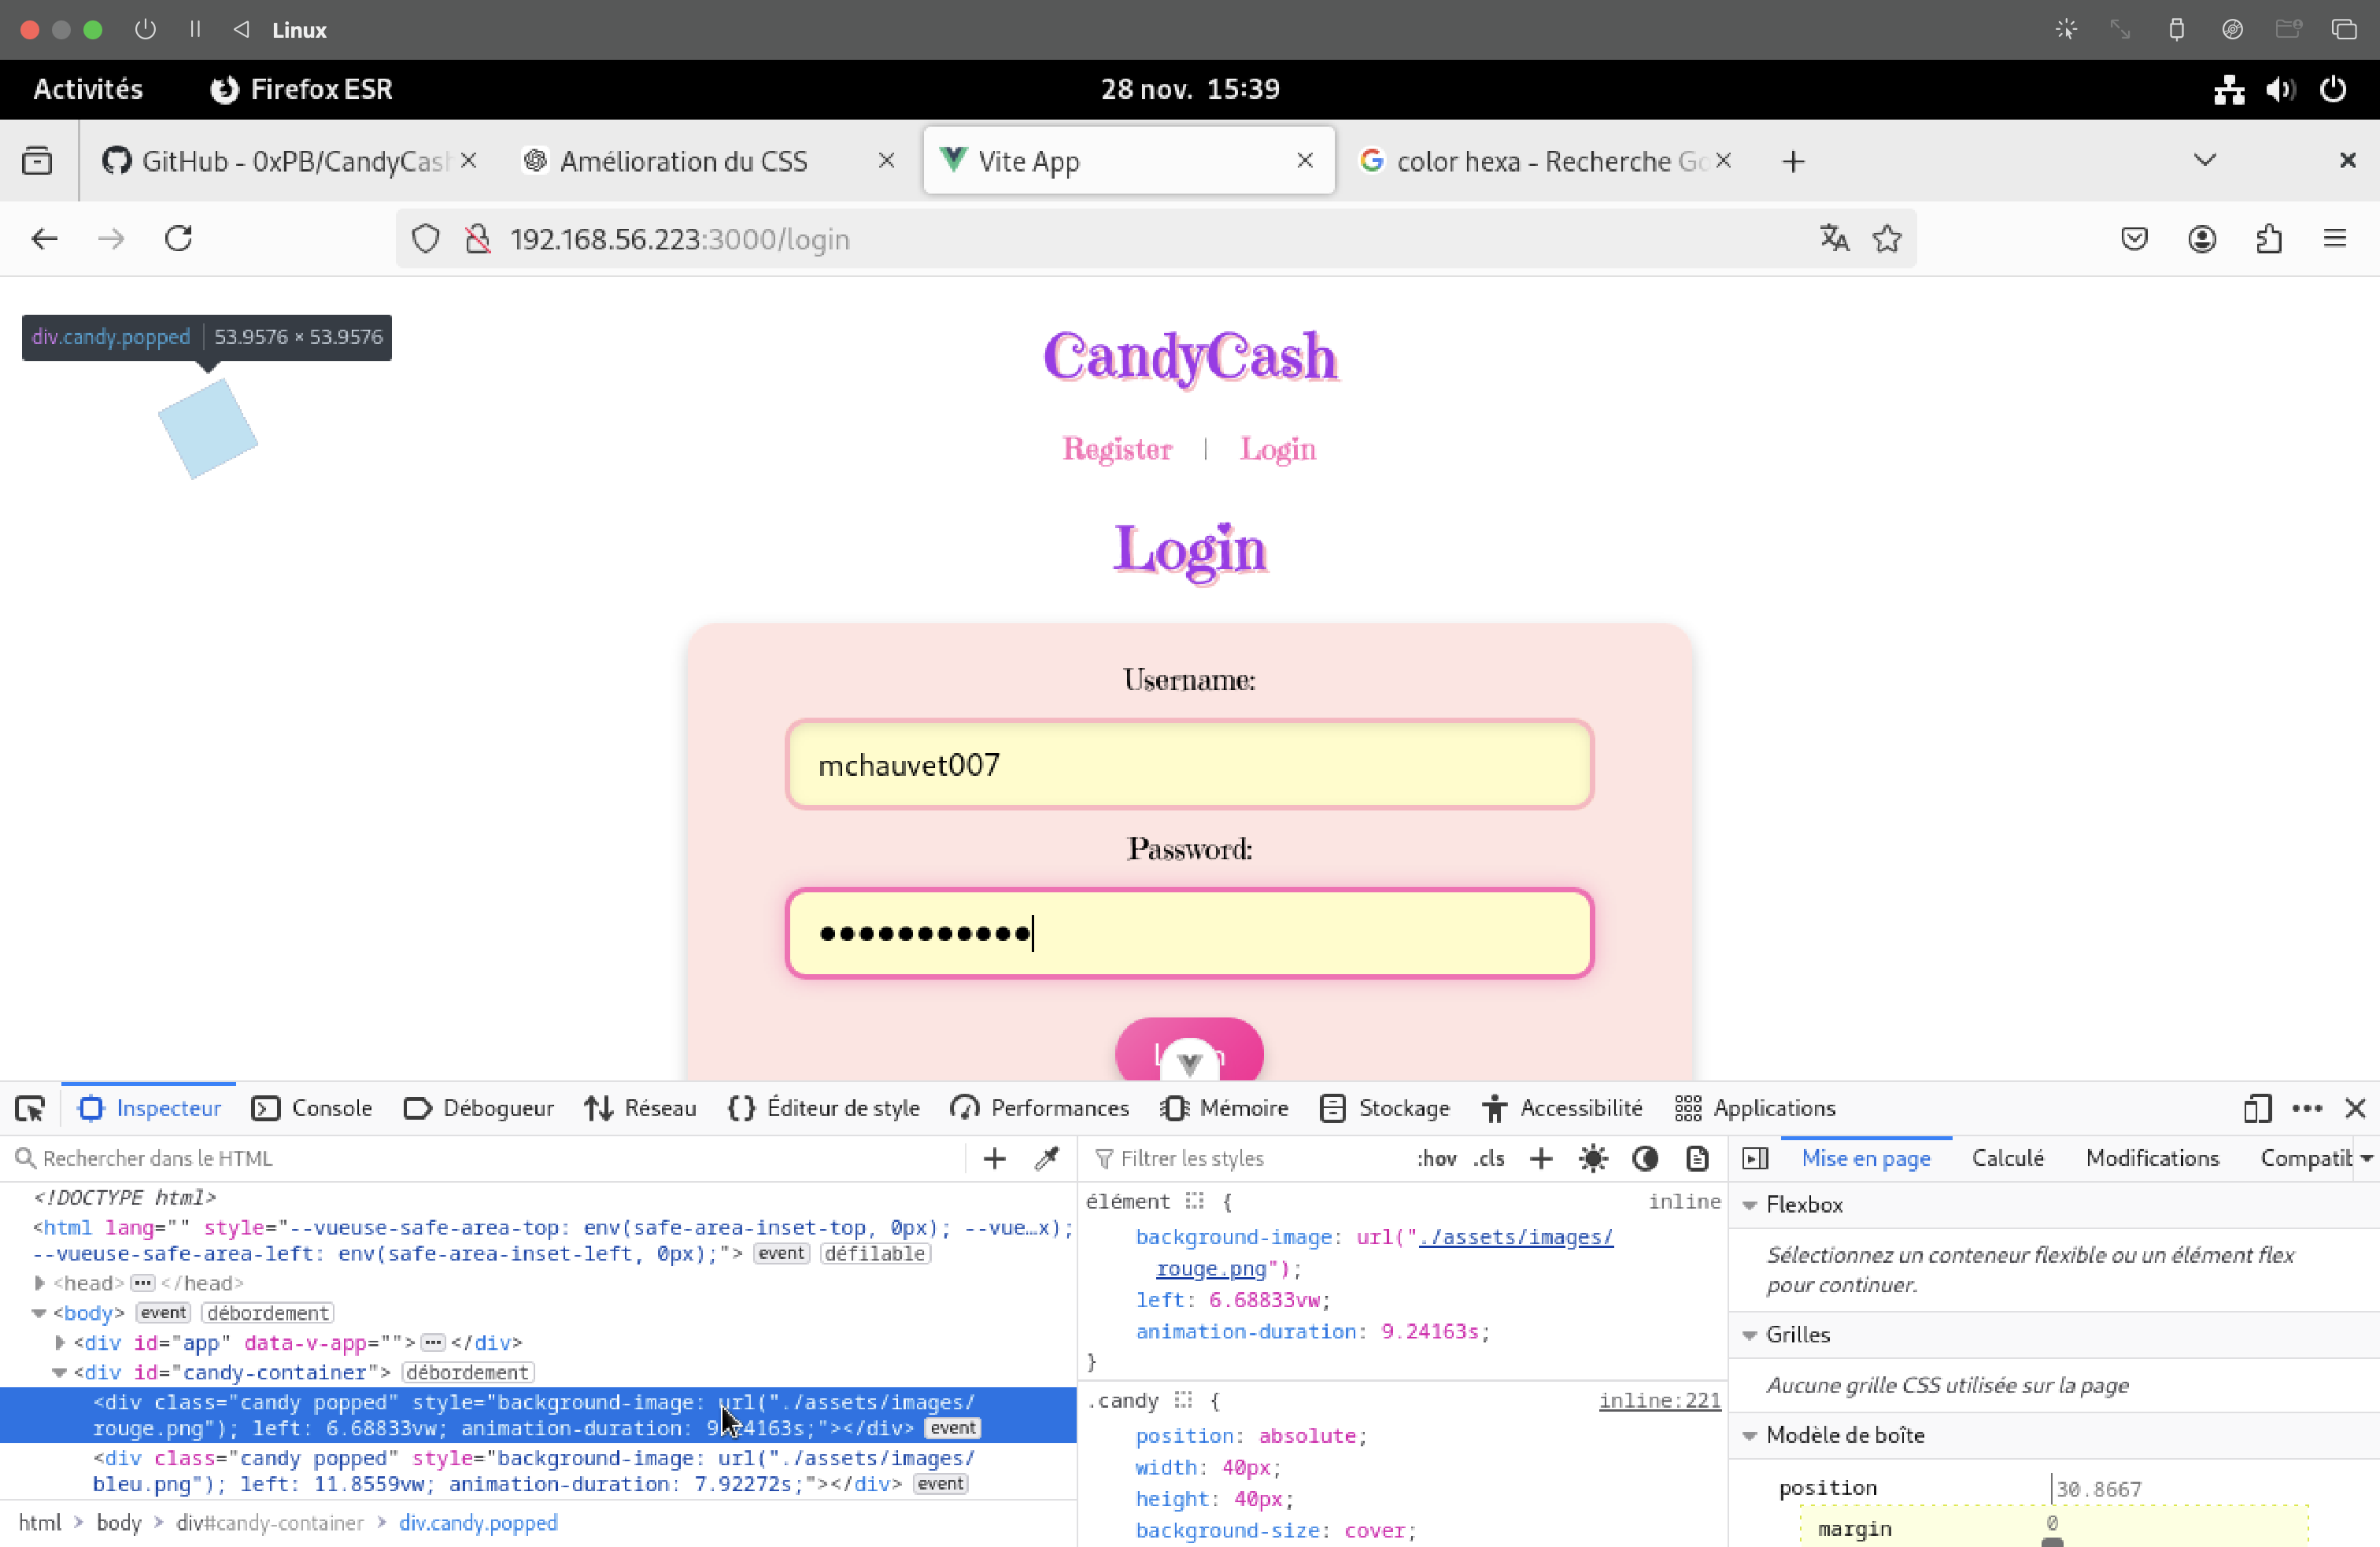 Linux
Activités Firefox ESR 28 nov. 15:39
GitHub - 0xPB/CandyCash Amélioration du CSS Vite App color hexa - Recherche Go
192.168.56.223:3000/login
div.candy.popped 53.9576 × 53.9576
CandyCash
Register | Login
Login
Username:
mchauvet007
Password:
Inspecteur Console Débogueur Réseau Éditeur de style Performances Mémoire Stockage Accessibilité Applications
Rechercher dans le HTML
<!DOCTYPE html>
<html lang="" style="--vueuse-safe-area-top: env(safe-area-inset-top, 0px); --vue…x);
--vueuse-safe-area-left: env(safe-area-inset-left, 0px);"> event défilable
<head> ··· </head>
<body> event débordement
<div id="app" data-v-app=""> ··· </div>
<div id="candy-container"> débordement
<div class="candy popped" style="background-image: url("./assets/images/
rouge.png"); left: 6.68833vw; animation-duration: 9.24163s;"></div> event
<div class="candy popped" style="background-image: url("./assets/images/
bleu.png"); left: 11.8559vw; animation-duration: 7.92272s;"></div> event
html > body > div#candy-container > div.candy.popped
Filtrer les styles :hov .cls
élément { inline
background-image: url("./assets/images/
rouge.png");
left: 6.68833vw;
animation-duration: 9.24163s;
}
.candy { inline:221
position: absolute;
width: 40px;
height: 40px;
background-size: cover;
Mise en page Calculé Modifications Compatib
Flexbox
Sélectionnez un conteneur flexible ou un élément flex
pour continuer.
Grilles
Aucune grille CSS utilisée sur la page
Modèle de boîte
position 30.8667
margin 0